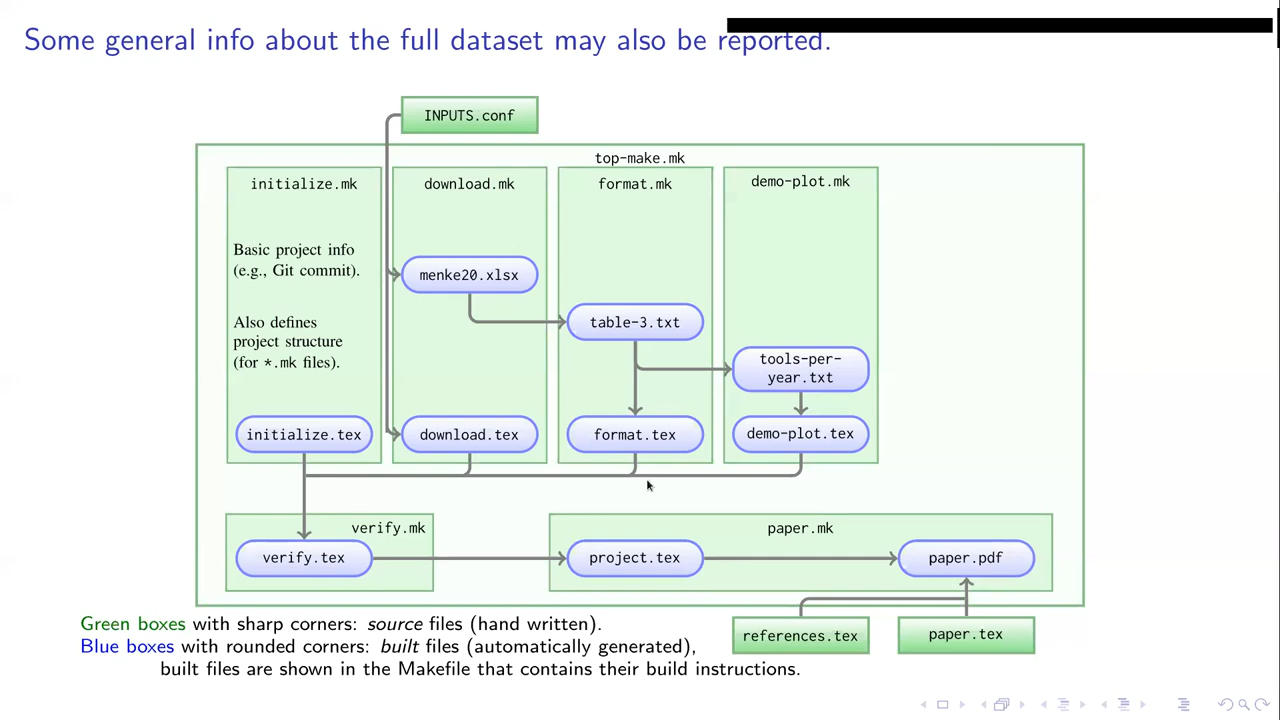 Some general info about the full dataset may also be reported.
INPUTS.conf
top-make.mk
initialize.mk
download.mk
format.mk
demo-plot.mk
Basic project info
(e.g., Git commit).
Also defines
project structure
(for *.mk files).
menke20.xlsx
table-3.txt
tools-per-
year.txt
initialize.tex
download.tex
format.tex
demo-plot.tex
verify.mk
paper.mk
verify.tex
project.tex
paper.pdf
references.tex
paper.tex
Green boxes with sharp corners: source files (hand written).
Blue boxes with rounded corners: built files (automatically generated),
built files are shown in the Makefile that contains their build instructions.